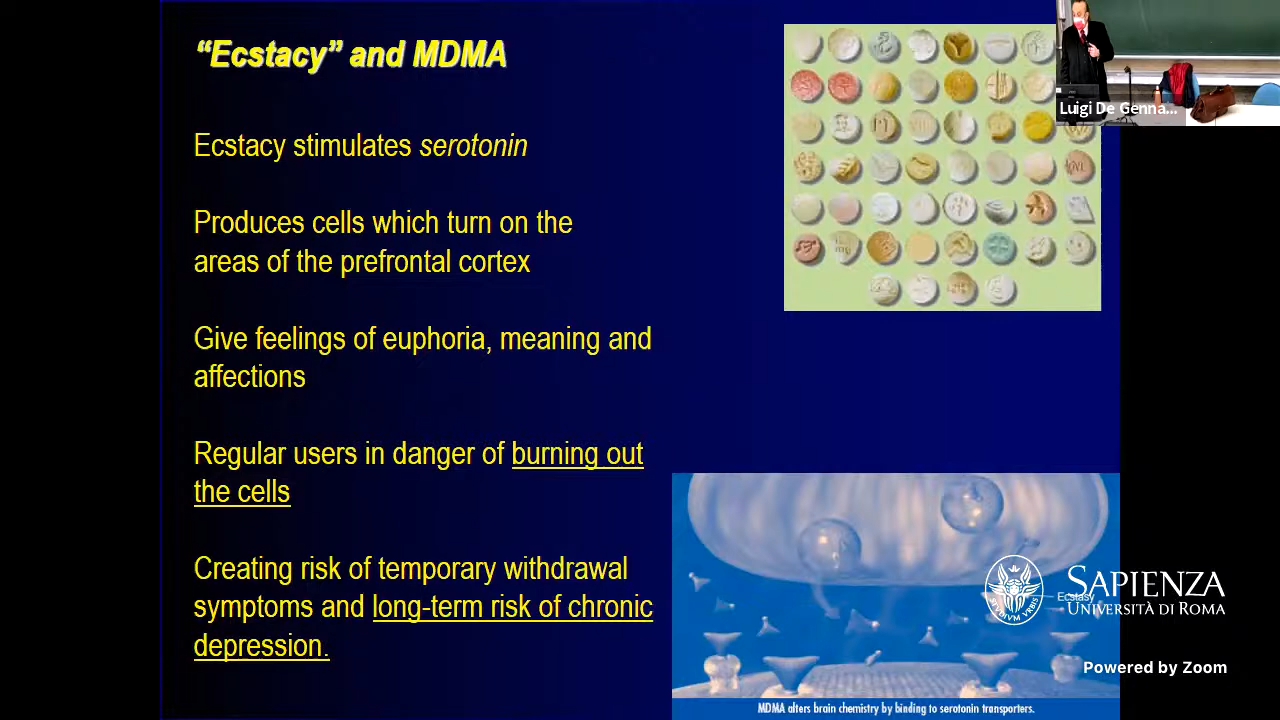 “Ecstacy” and MDMA
Ecstacy stimulates serotonin
Produces cells which turn on the
areas of the prefrontal cortex
Give feelings of euphoria, meaning and
affections
Regular users in danger of burning out
the cells
Creating risk of temporary withdrawal
symptoms and long-term risk of chronic
depression.
Luigi De Genna...
Ecstasy
SAPIENZA
UNIVERSITÀ DI ROMA
Powered by Zoom
MDMA alters brain chemistry by binding to serotonin transporters.